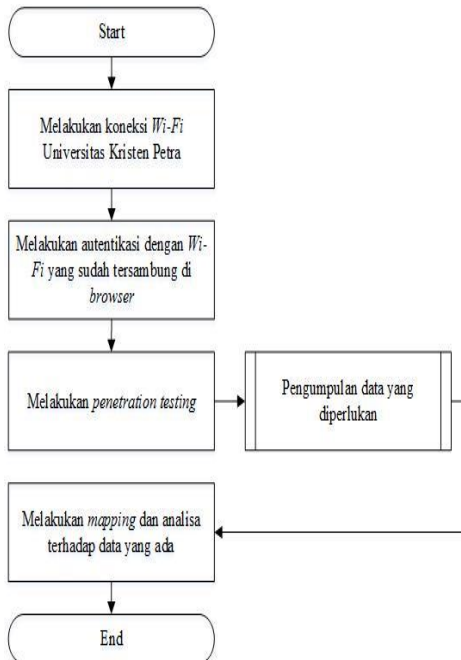 Start
Melakukan koneksi Wi-Fi
Universitas Kristen Petra
Melakukan autentikasi dengan Wi-
Fi yang sudah tersambung di
browser
Melakukan penetration testing
Pengumpulan data yang
diperlukan
Melakukan mapping dan analisa
terhadap data yang ada
End